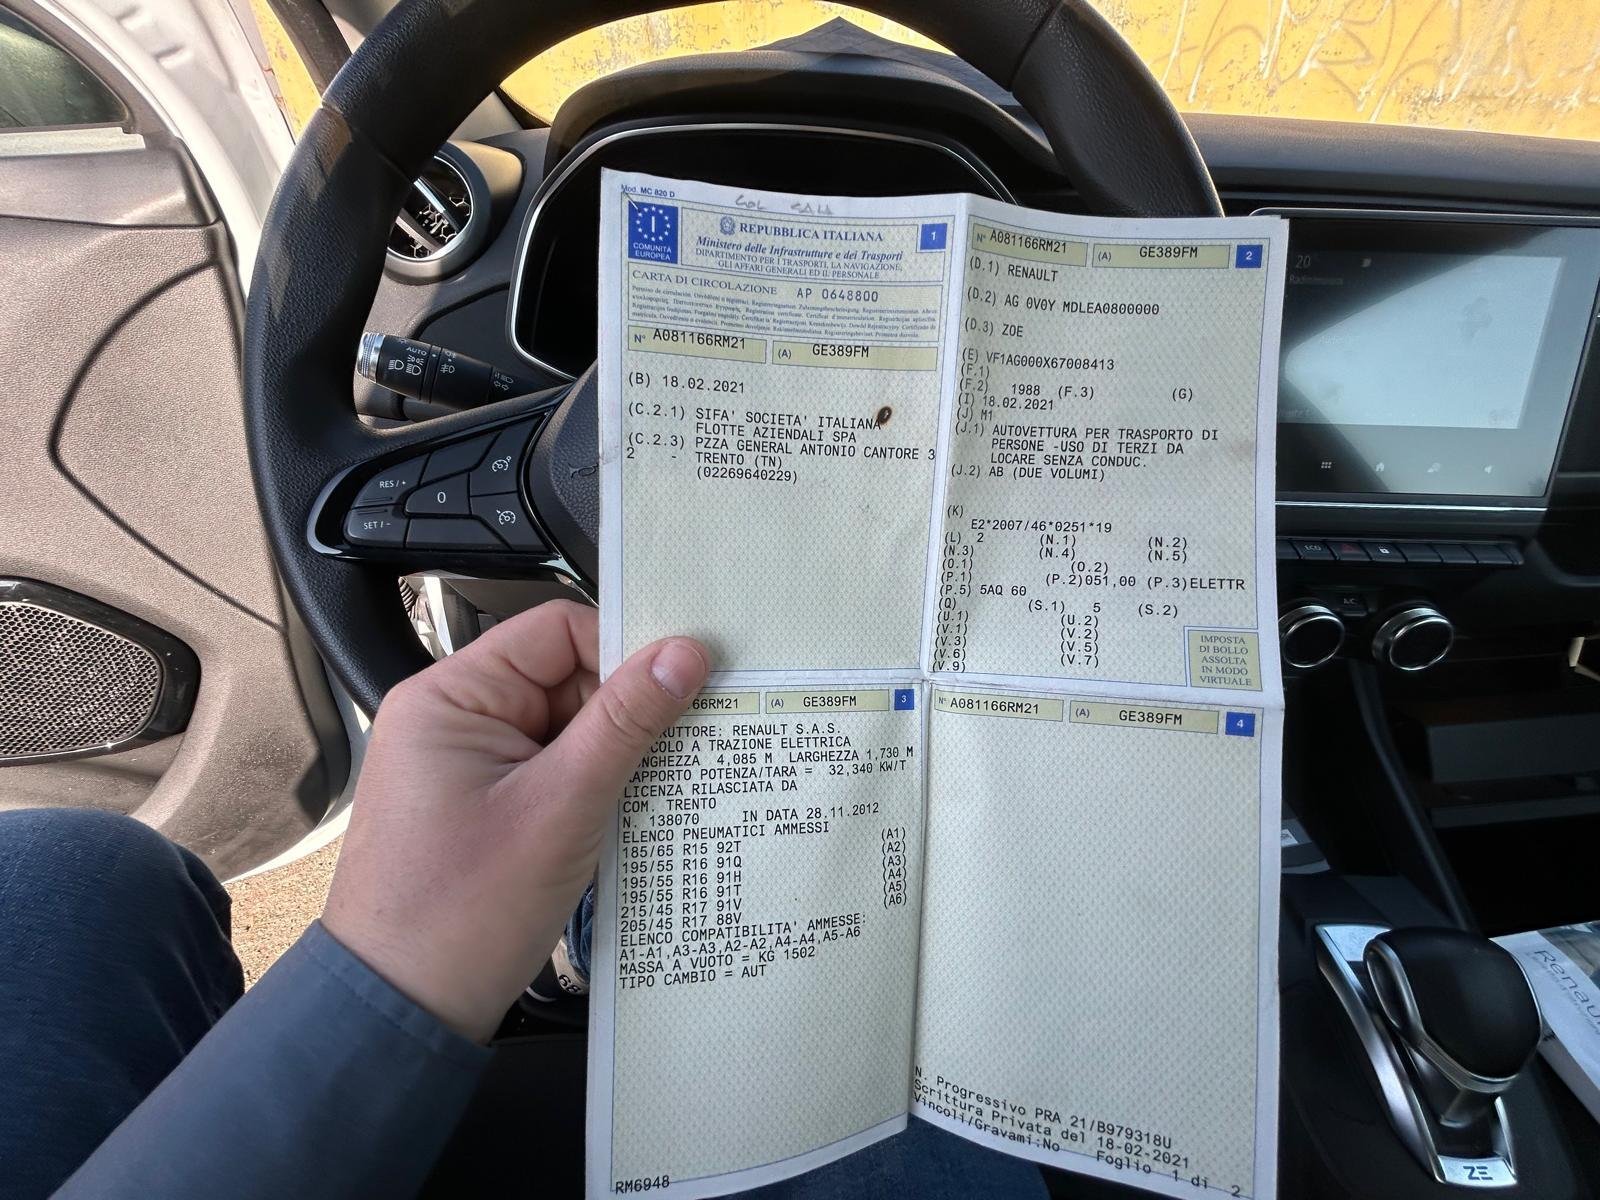 Mod. MC 820 D
COMUNITÀ
EUROPEA
I
REPUBBLICA ITALIANA
1
Ministero delle Infrastrutture e dei Trasporti
DIPARTIMENTO PER I TRASPORTI, LA NAVIGAZIONE,
GLI AFFARI GENERALI ED IL PERSONALE
CARTA DI CIRCOLAZIONE AP 0648800
N° A081166RM21 (A) GE389FM
(B) 18.02.2021
(C.2.1) SIFA' SOCIETA' ITALIANA
FLOTTE AZIENDALI SPA
(C.2.3) PZZA GENERAL ANTONIO CANTORE 3
2 - TRENTO (TN)
(02269640229)
N° A081166RM21 (A) GE389FM 2
(D.1) RENAULT
(D.2) AG 0V0Y MDLEA0800000
(D.3) ZOE
(E) VF1AG000X67008413
(F.1)
(F.2) 1988 (F.3) (G)
(I) 18.02.2021
(J) M1
(J.1) AUTOVETTURA PER TRASPORTO DI
PERSONE -USO DI TERZI DA
LOCARE SENZA CONDUC.
(J.2) AB (DUE VOLUMI)
(K)
E2*2007/46*0251*19
(L) 2 (N.1) (N.2)
(N.3) (N.4) (N.5)
(O.1) (O.2)
(P.1) (P.2)051,00 (P.3)ELETTR
(P.5) 5AQ 60
(Q) (S.1) 5 (S.2)
(U.1) (U.2)
(V.1) (V.2)
(V.3) (V.5)
(V.6) (V.7)
(V.9)
IMPOSTA
DI BOLLO
ASSOLTA
IN MODO
VIRTUALE
66RM21 (A) GE389FM 3
RUTTORE: RENAULT S.A.S.
COLO A TRAZIONE ELETTRICA
NGHEZZA 4,085 M LARGHEZZA 1,730 M
APPORTO POTENZA/TARA = 32,340 KW/T
LICENZA RILASCIATA DA
COM. TRENTO
N. 138070 IN DATA 28.11.2012
ELENCO PNEUMATICI AMMESSI
185/65 R15 92T (A1)
195/55 R16 91Q (A2)
195/55 R16 91H (A3)
195/55 R16 91T (A4)
215/45 R17 91V (A5)
205/45 R17 88V (A6)
ELENCO COMPATIBILITA' AMMESSE:
A1-A1,A3-A3,A2-A2,A4-A4,A5-A6
MASSA A VUOTO = KG 1502
TIPO CAMBIO = AUT
RM6948
N° A081166RM21 (A) GE389FM 4
N. Progressivo PRA 21/B979318U
Scrittura Privata del 18-02-2021
Vincoli/Gravami:No Foglio 1 di 2
AUTO
RES / +
0
SET / -
20
ECO
A.C.
Renau
ZE